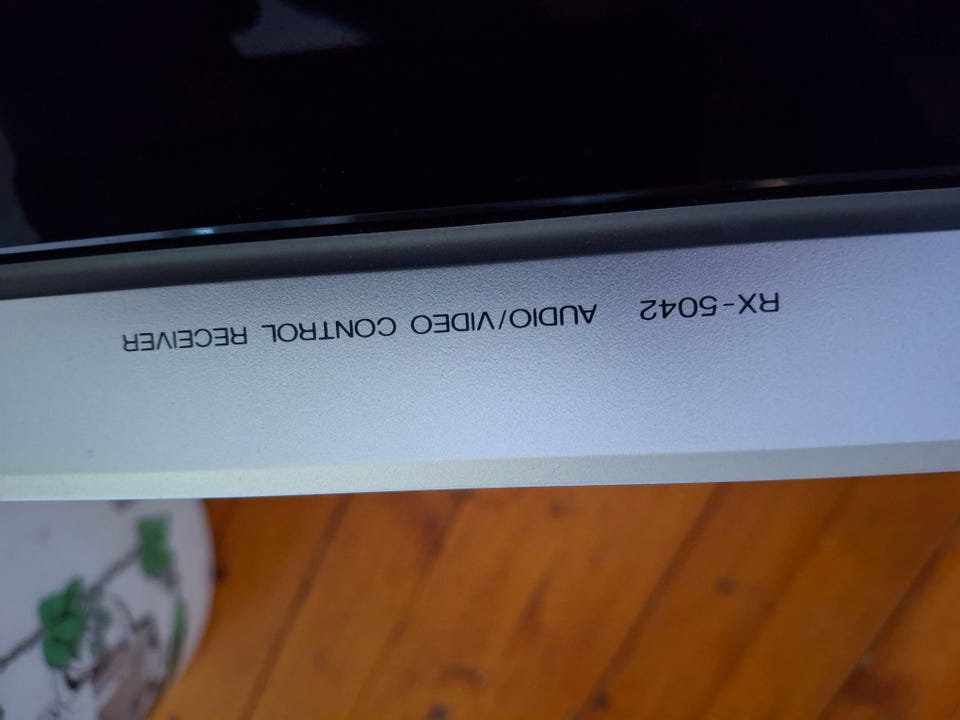 RX-5042 AUDIO/VIDEO CONTROL RECEIVER